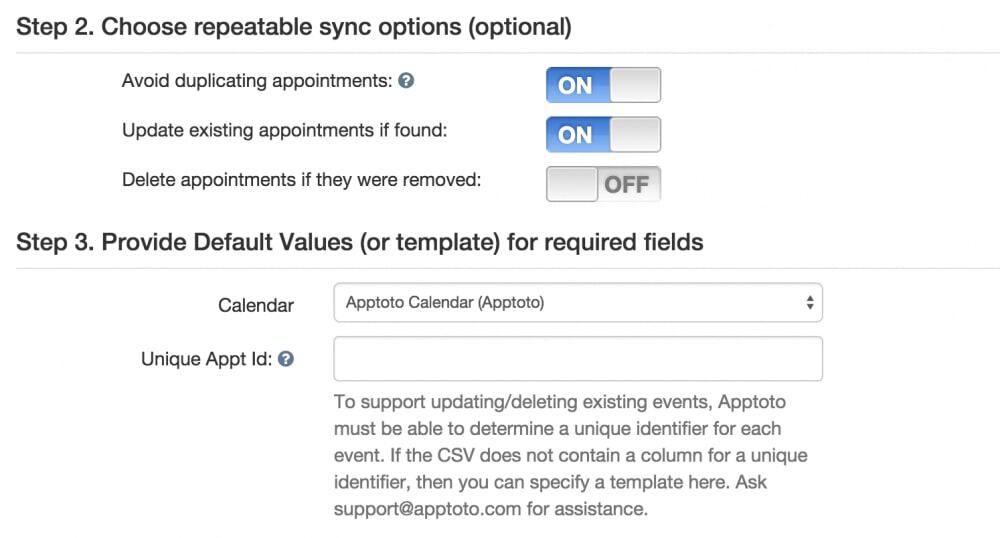 Step 2. Choose repeatable sync options (optional)
Avoid duplicating appointments: ?
ON
Update existing appointments if found:
ON
Delete appointments if they were removed:
OFF
Step 3. Provide Default Values (or template) for required fields
Calendar
Apptoto Calendar (Apptoto)
Unique Appt Id: ?
To support updating/deleting existing events, Apptoto
must be able to determine a unique identifier for each
event. If the CSV does not contain a column for a unique
identifier, then you can specify a template here. Ask
support@apptoto.com for assistance.